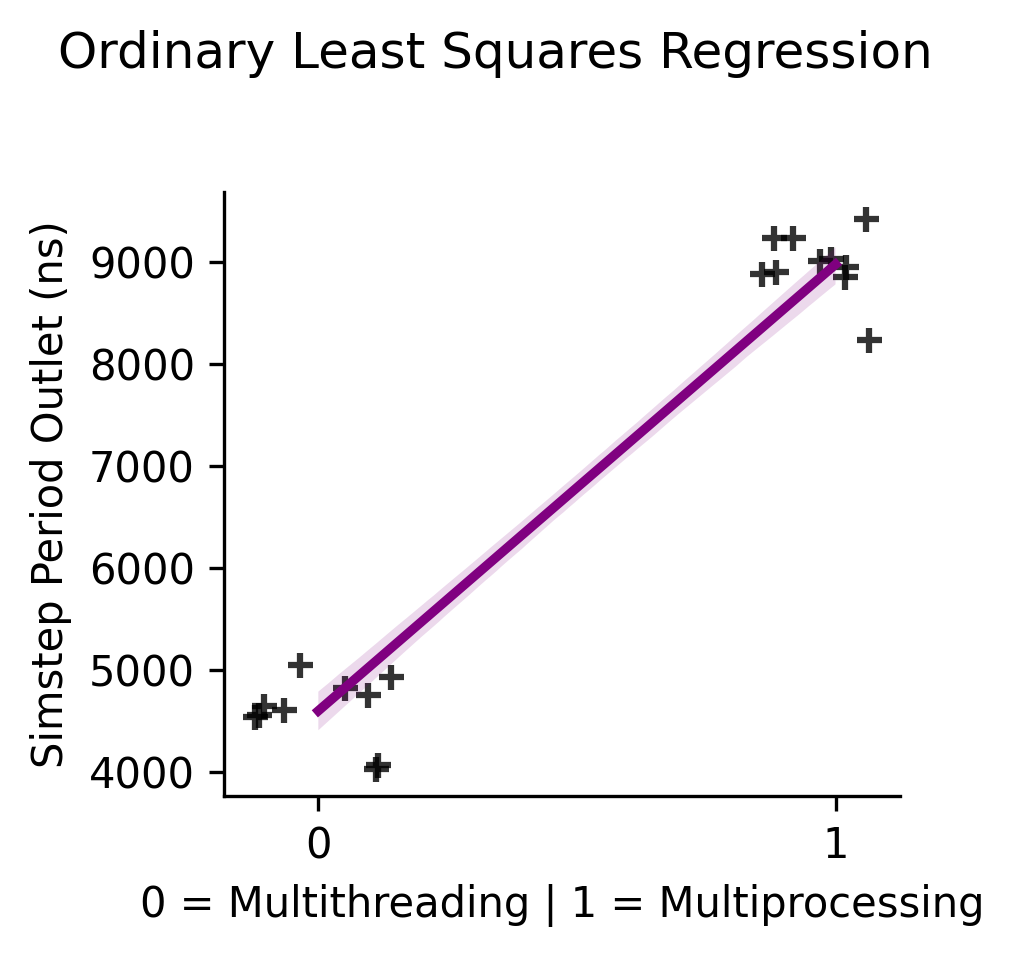 Ordinary Least Squares Regression
Simstep Period Outlet (ns)
9000
8000
7000
6000
5000
4000
0
1
0 = Multithreading | 1 = Multiprocessing